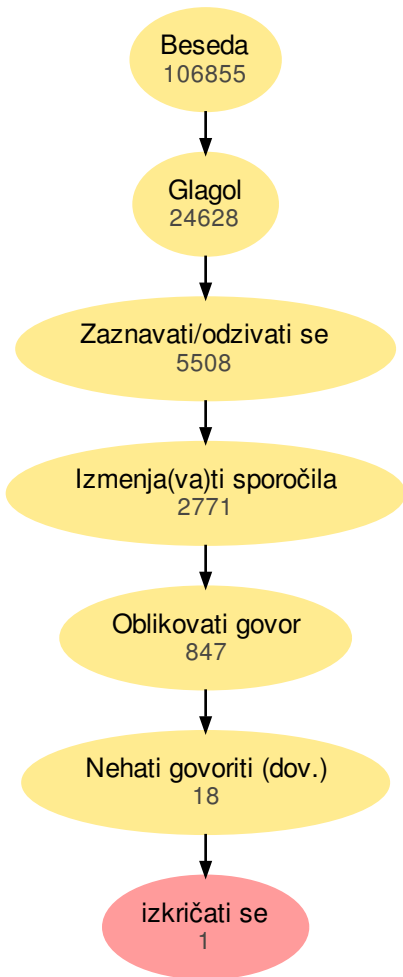 Beseda
106855
Glagol
24628
Zaznavati/odzivati se
5508
Izmenja(va)ti sporočila
2771
Oblikovati govor
847
Nehati govoriti (dov.)
18
izkričati se
1